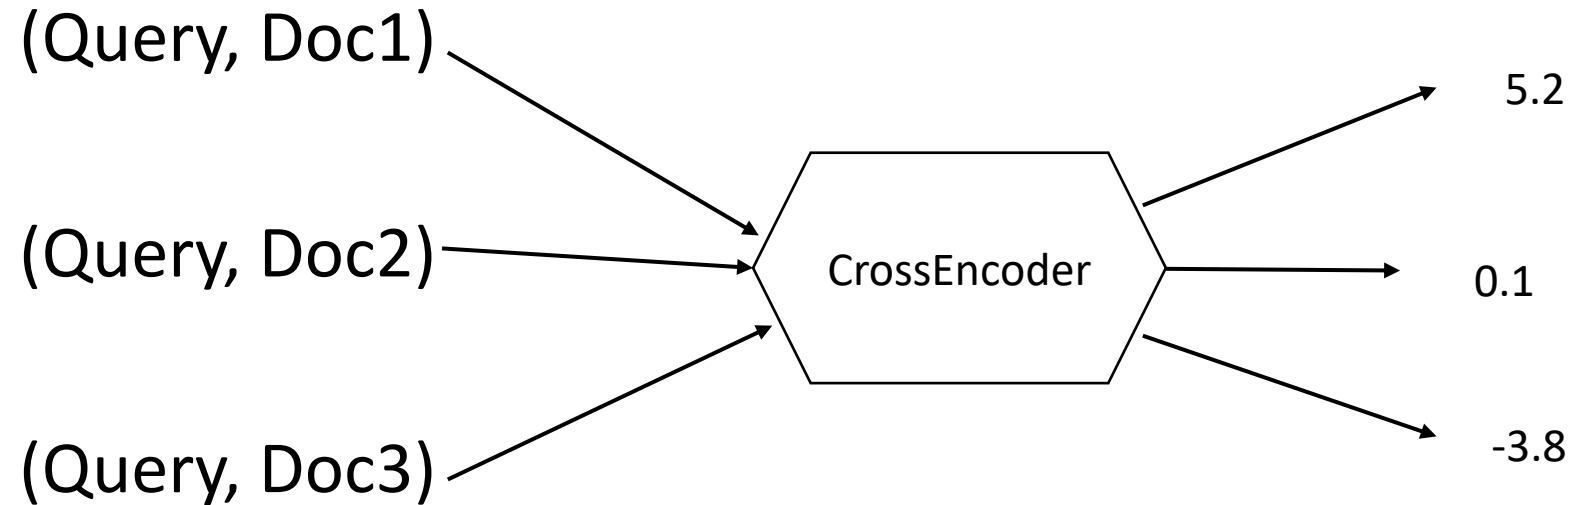 (Query, Doc1)
5.2
(Query, Doc2)
CrossEncoder
0.1
(Query, Doc3)
-3.8